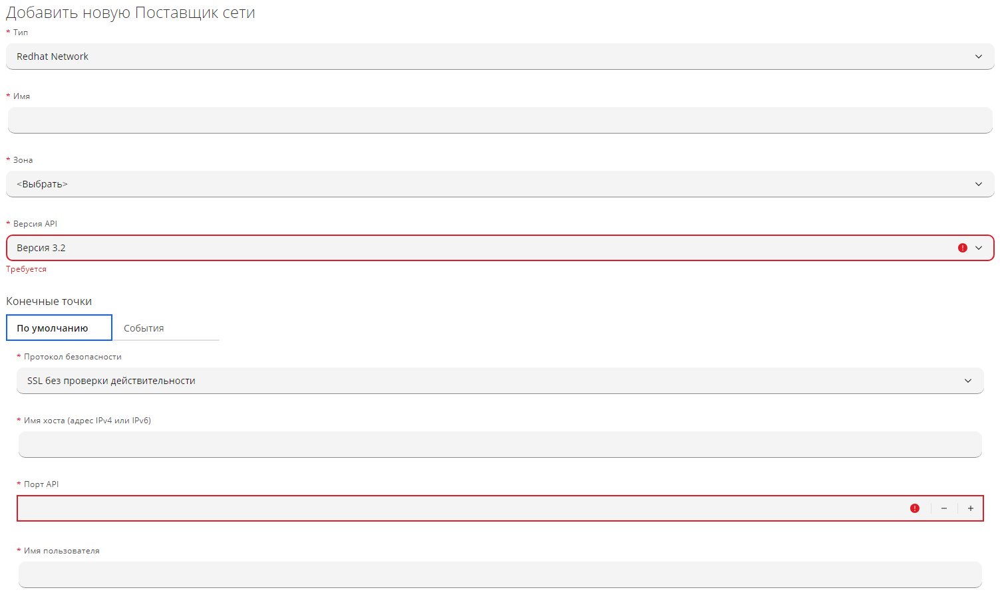 Добавить новую Поставщик сети
* Тип
Redhat Network
* Имя
* Зона
<Выбрать>
* Версия API
Версия 3.2
Требуется
Конечные точки
По умолчанию События
* Протокол безопасности
SSL без проверки действительности
* Имя хоста (адрес IPv4 или IPv6)
* Порт API
* Имя пользователя